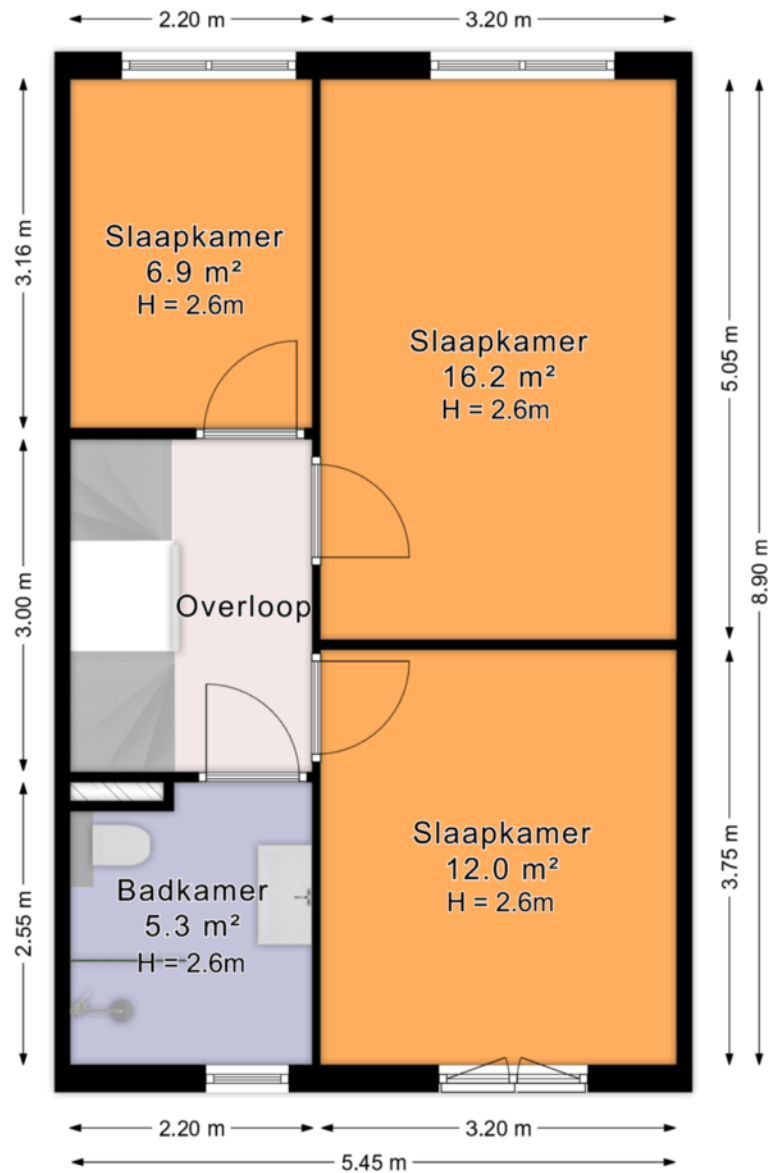 2.20 m
3.20 m
3.16 m
Slaapkamer
6.9 m²
H = 2.6m
Slaapkamer
16.2 m²
H = 2.6m
5.05 m
8.90 m
3.00 m
Overloop
Slaapkamer
12.0 m²
H = 2.6m
3.75 m
2.55 m
Badkamer
5.3 m²
H = 2.6m
2.20 m
3.20 m
5.45 m